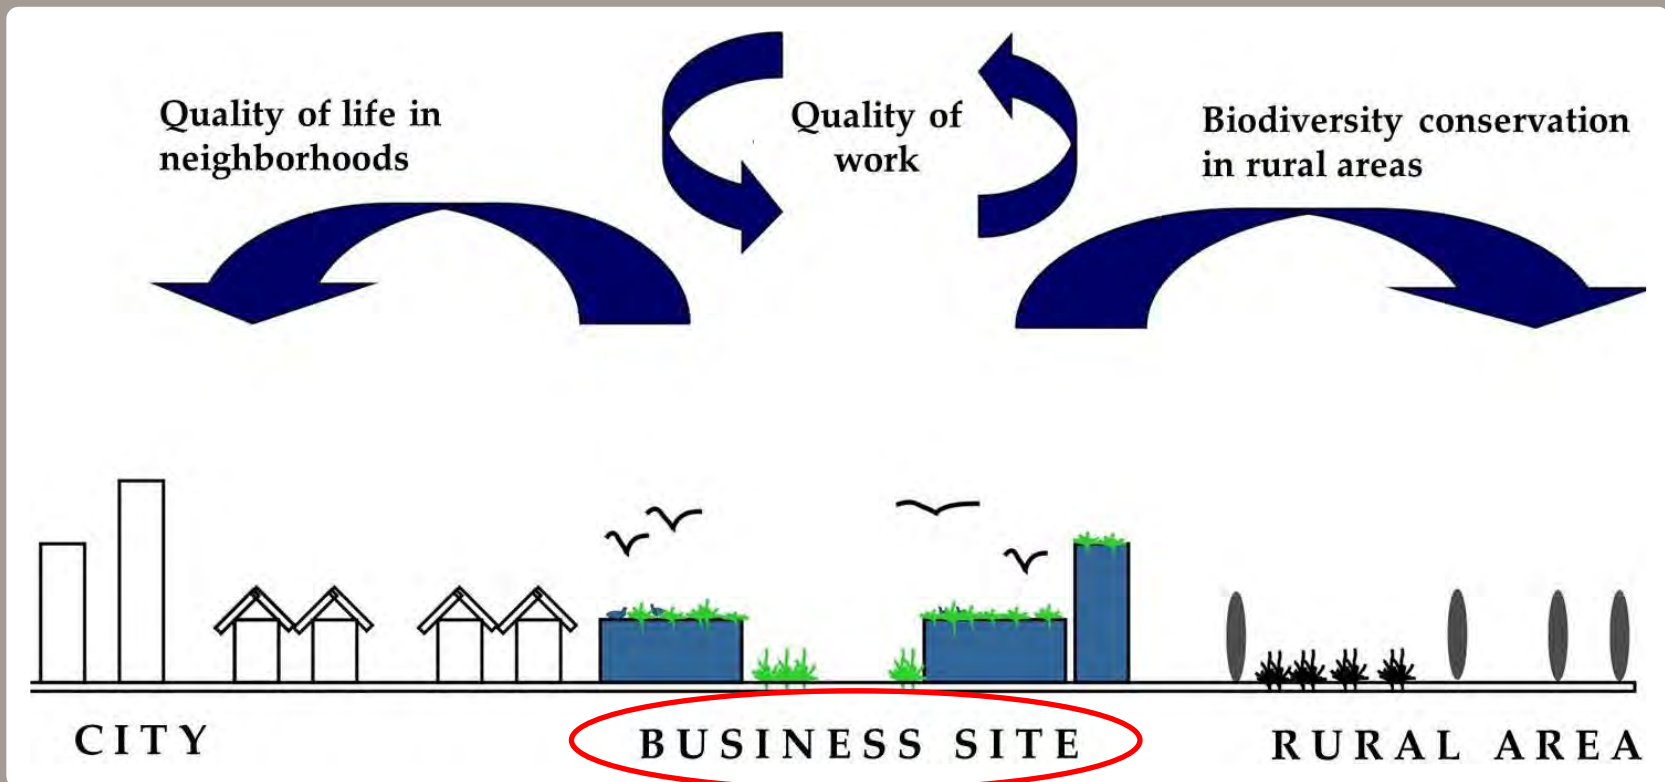 Quality of life in
neighborhoods
Quality of
work
Biodiversity conservation
in rural areas
CITY
BUSINESS SITE
RURAL AREA